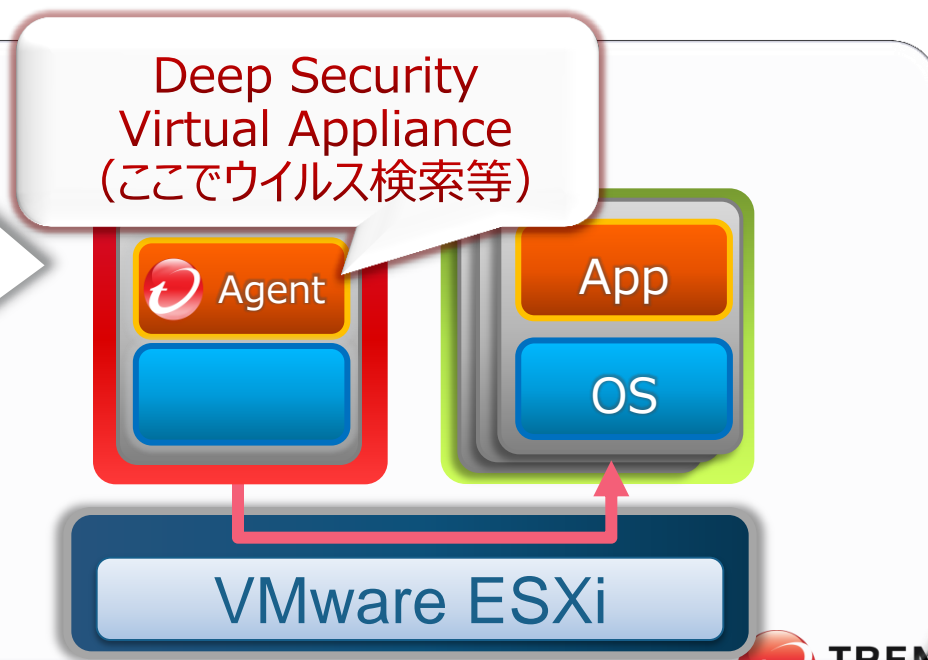 Deep Security
Virtual Appliance
（ここでウイルス検索等）
Agent
App
OS
VMware ESXi